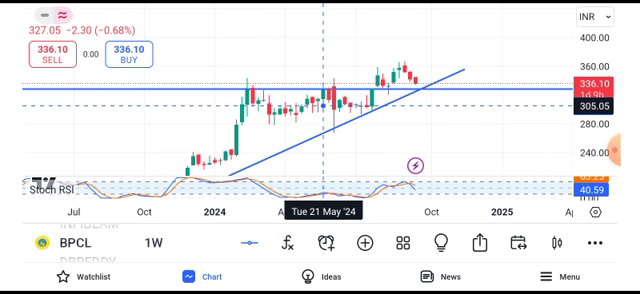 INR
327.05 −2.30 (−0.68%)
400.00
336.10
SELL
0.00
336.10
BUY
360.00
336.10
1d 9h
305.05
280.00
240.00
Stoch RSI
40.59
Jul
Oct
2024
Tue 21 May '24
Oct
2025
BPCL
1W
Watchlist
Chart
Ideas
News
Menu